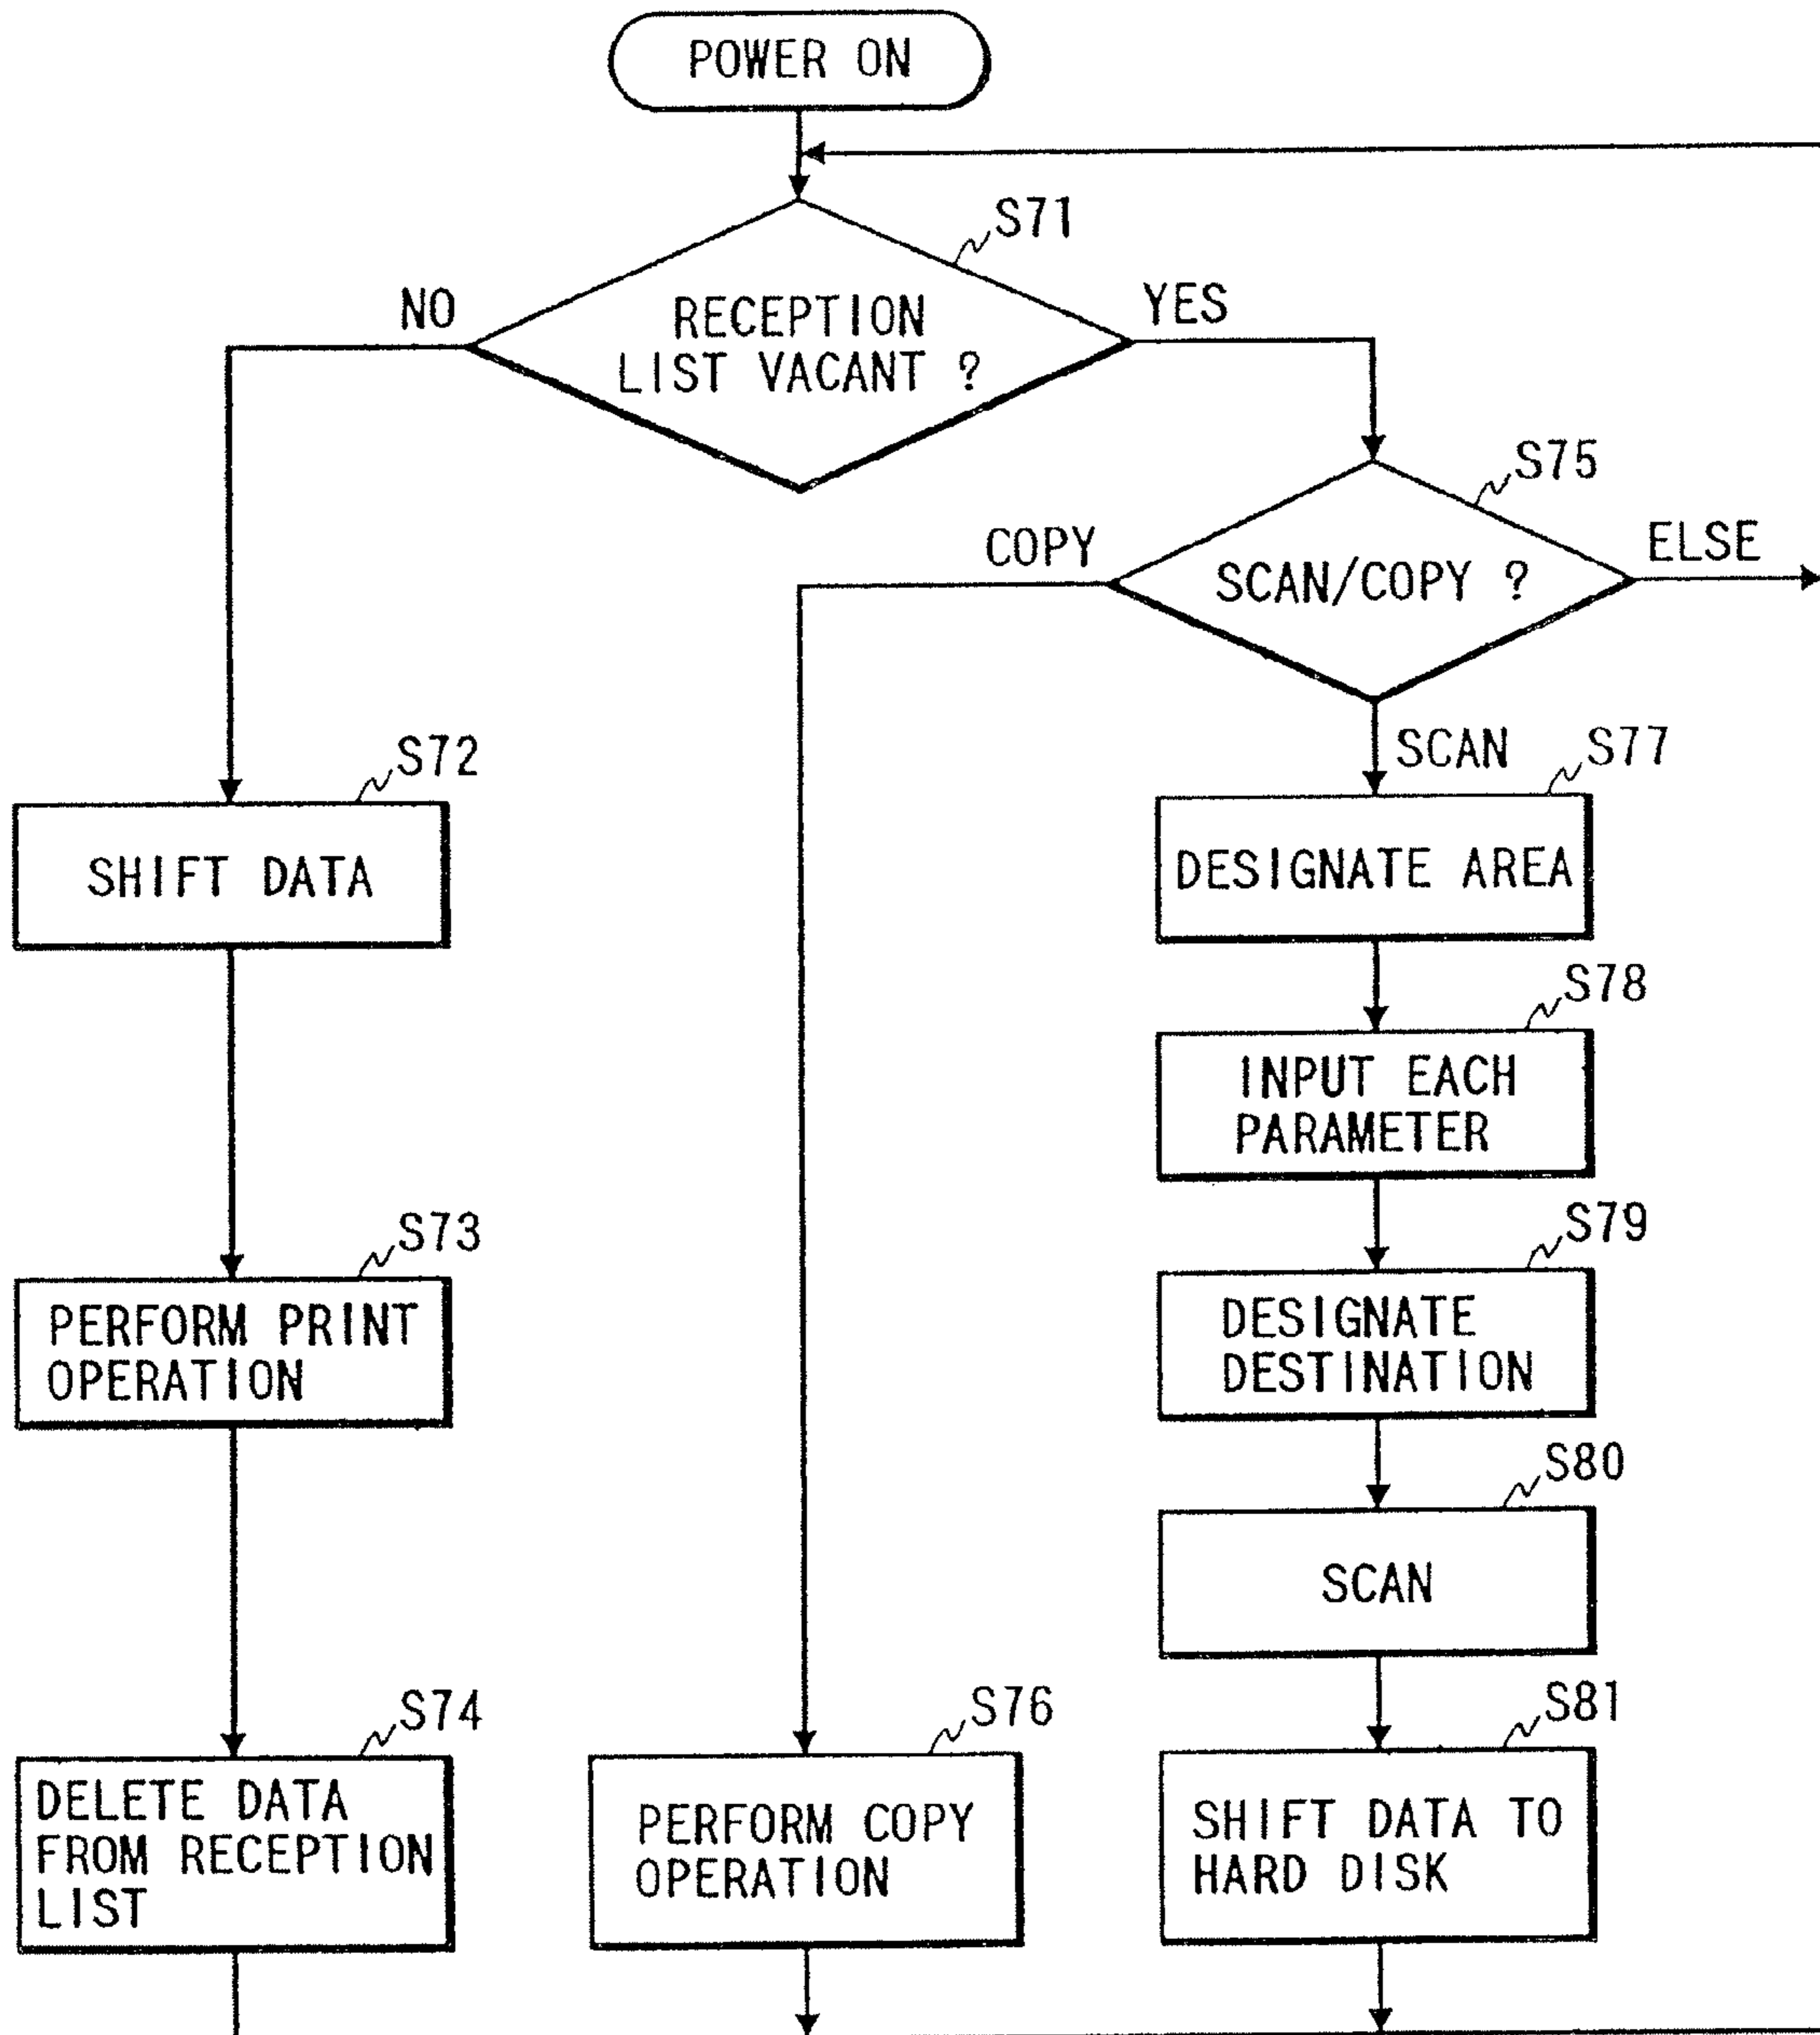 POWER ON
S71
NO
YES
RECEPTION
LIST VACANT ?
S75
COPY
ELSE
SCAN/COPY ?
SCAN
S72
S77
SHIFT DATA
DESIGNATE AREA
S78
INPUT EACH
PARAMETER
S73
S79
PERFORM PRINT
OPERATION
DESIGNATE
DESTINATION
S80
SCAN
S74
S76
S81
DELETE DATA
FROM RECEPTION
LIST
PERFORM COPY
OPERATION
SHIFT DATA TO
HARD DISK